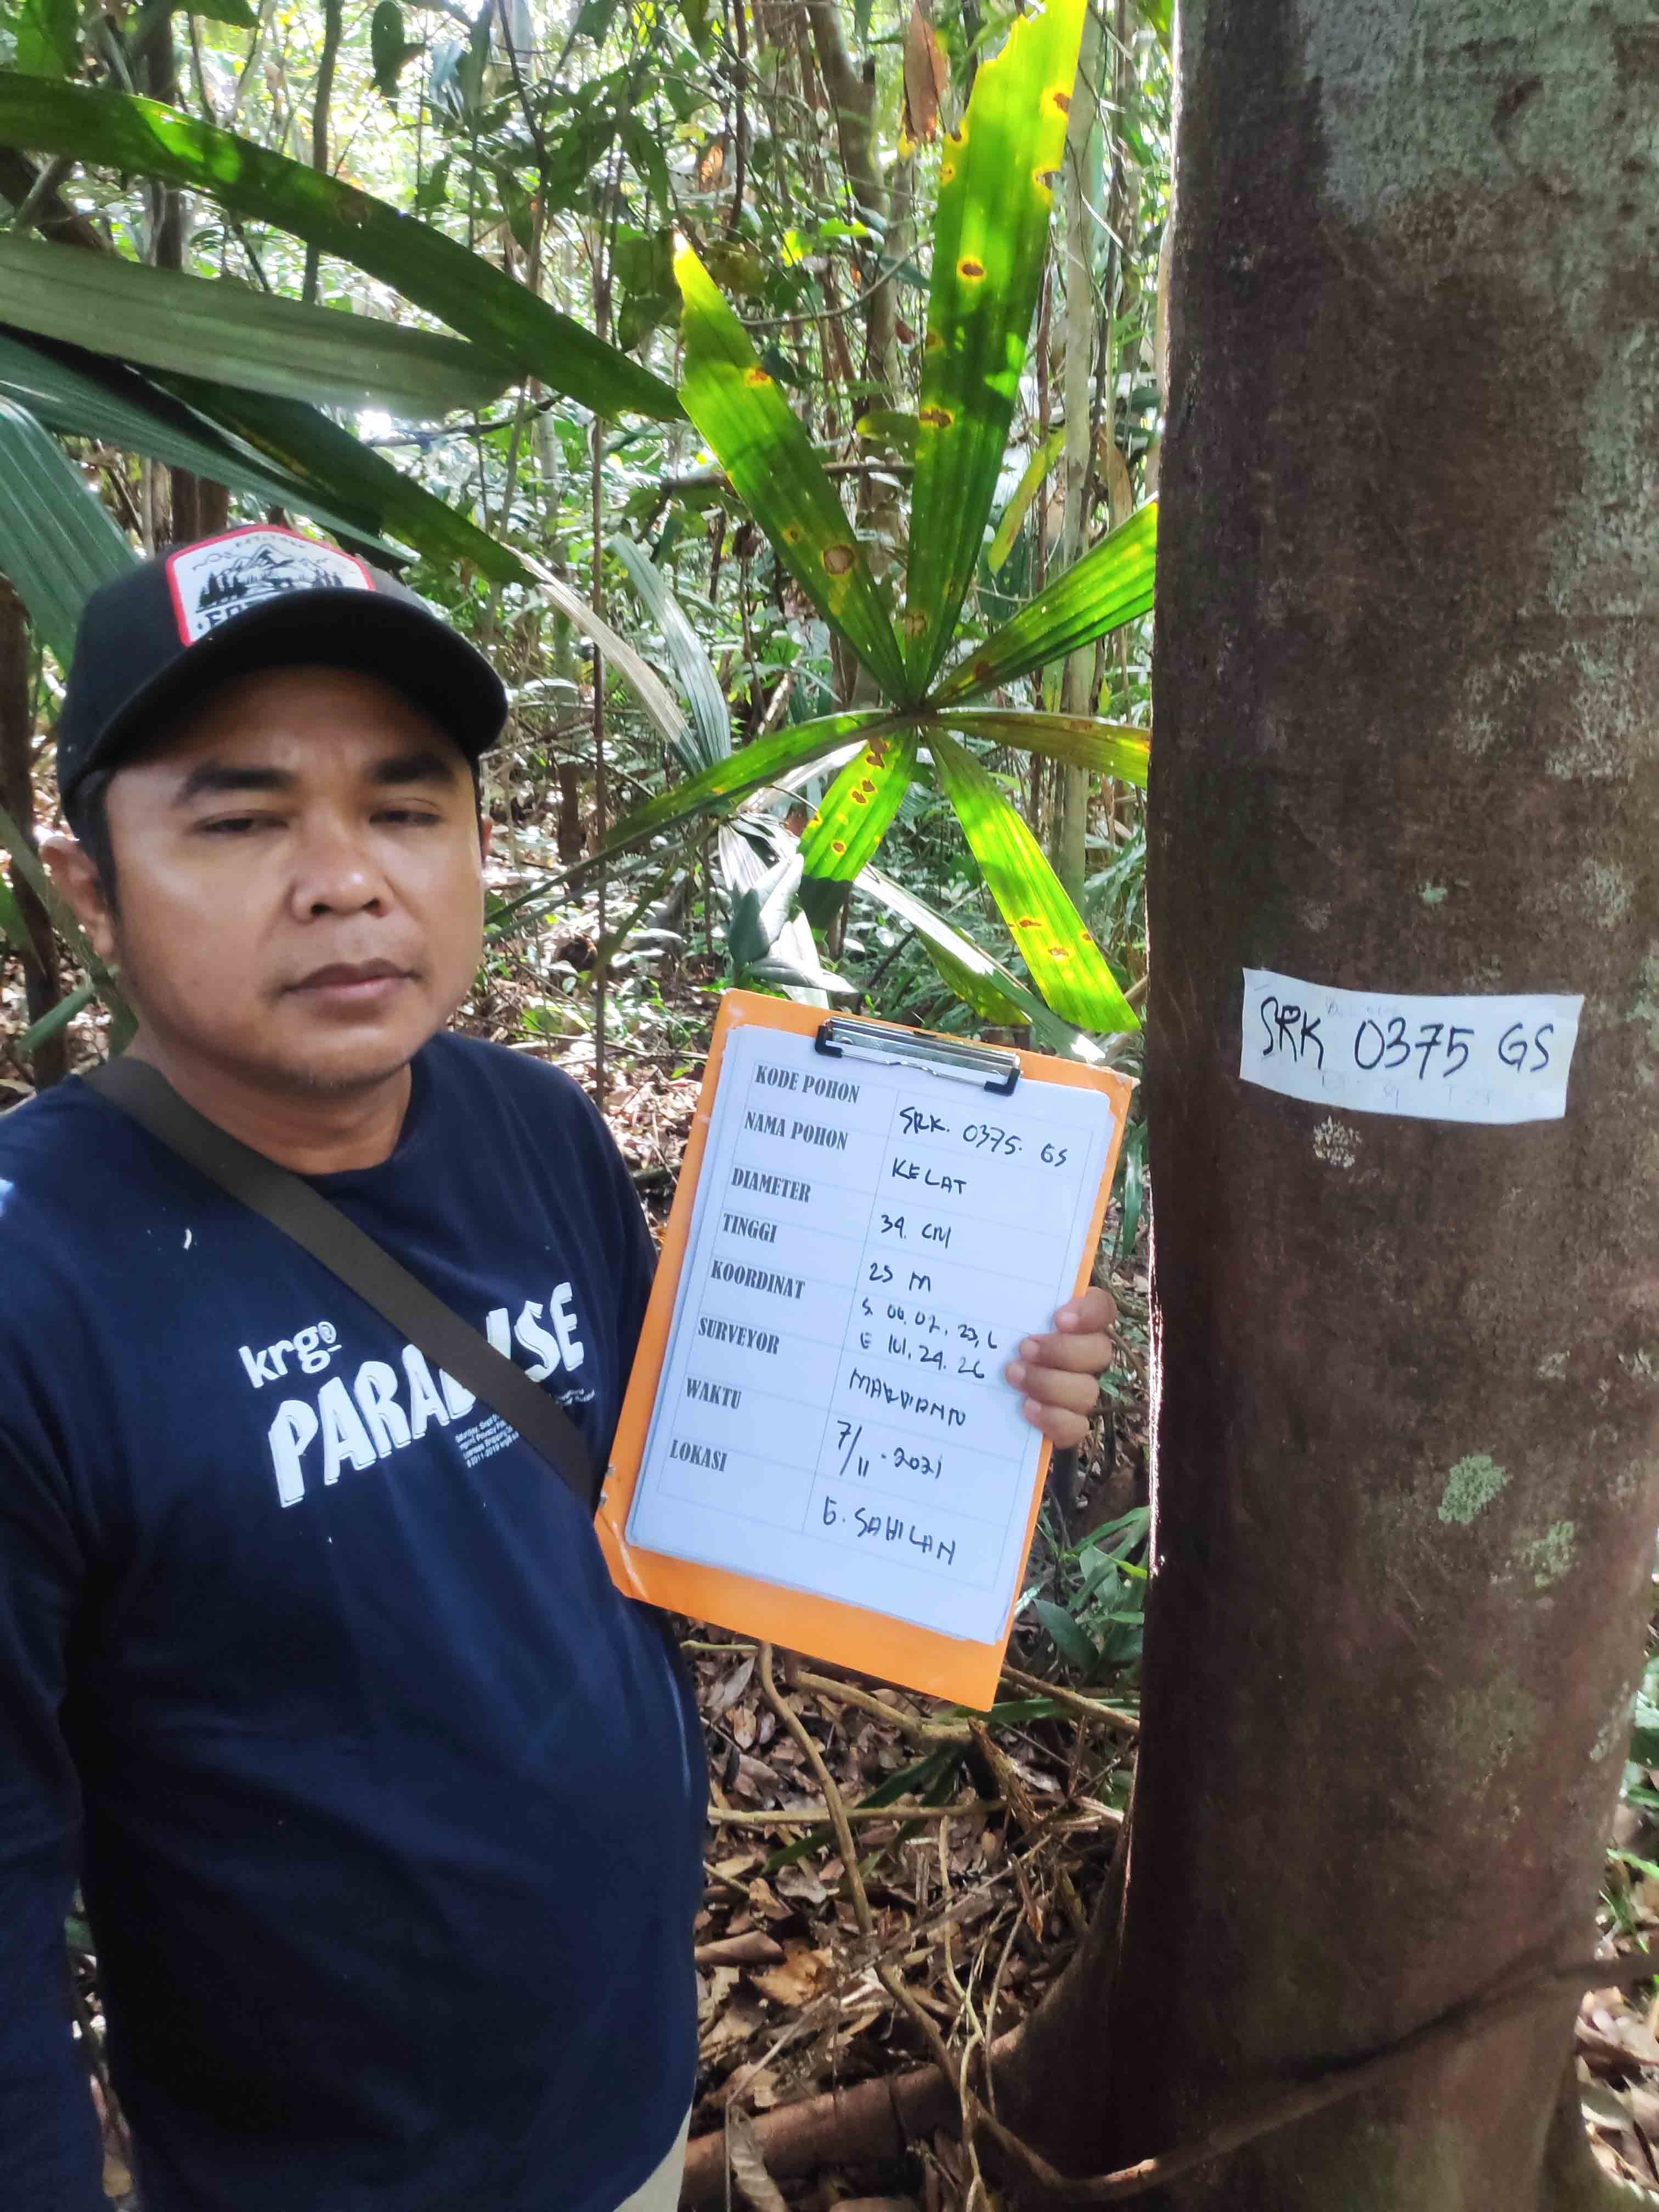 SRK 0375 GS
KODE POHON SRK. 0375. GS
NAMA POHON KELAT
DIAMETER 34. CM
TINGGI 25 M
KOORDINAT S. 00. 07. 23,6
E 101. 24. 26
SURVEYOR MARDIANTO
WAKTU 7/11 - 2021
LOKASI G. SAHILAN
krgo
PARADISE